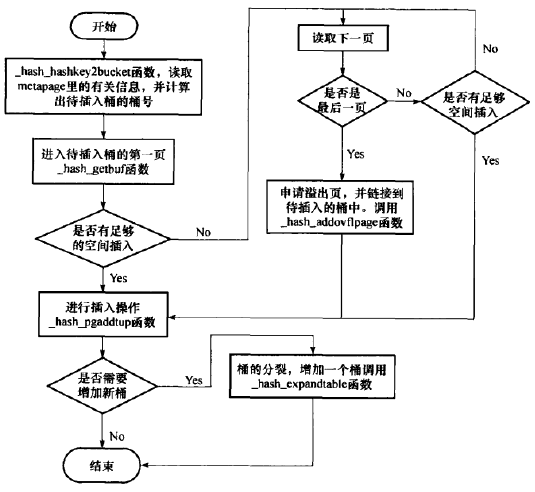 开始
_hash_hashkey2bucket函数，读取
metapage里的有关信息，并计算
出待插入桶的桶号
进入待插入桶的第一页
_hash_getbuf函数
是否有足够
的空间插入
No
Yes
读取下一页
是否是
最后一页
No
Yes
是否有足够
空间插入
No
Yes
申请溢出页，并链接到
待插入的桶中。调用
_hash_addovflpage函数
进行插入操作
_hash_pgaddtup函数
是否需要
增加新桶
Yes
No
桶的分裂，增加一个桶调用
_hash_expandtable函数
结束